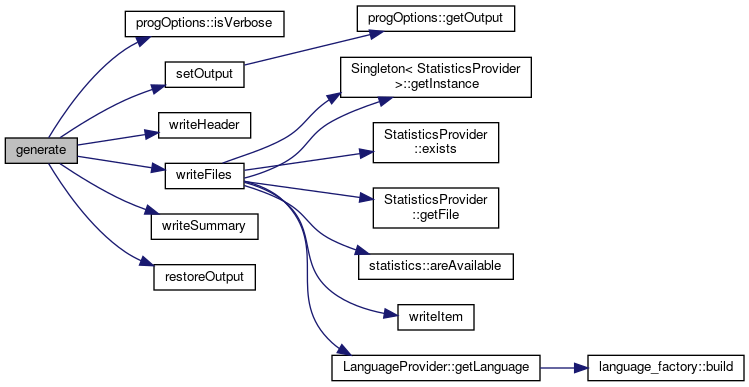 generate
progOptions::isVerbose
setOutput
writeHeader
writeFiles
writeSummary
restoreOutput
progOptions::getOutput
Singleton< StatisticsProvider
>::getInstance
StatisticsProvider
::exists
StatisticsProvider
::getFile
statistics::areAvailable
writeItem
LanguageProvider::getLanguage
language_factory::build